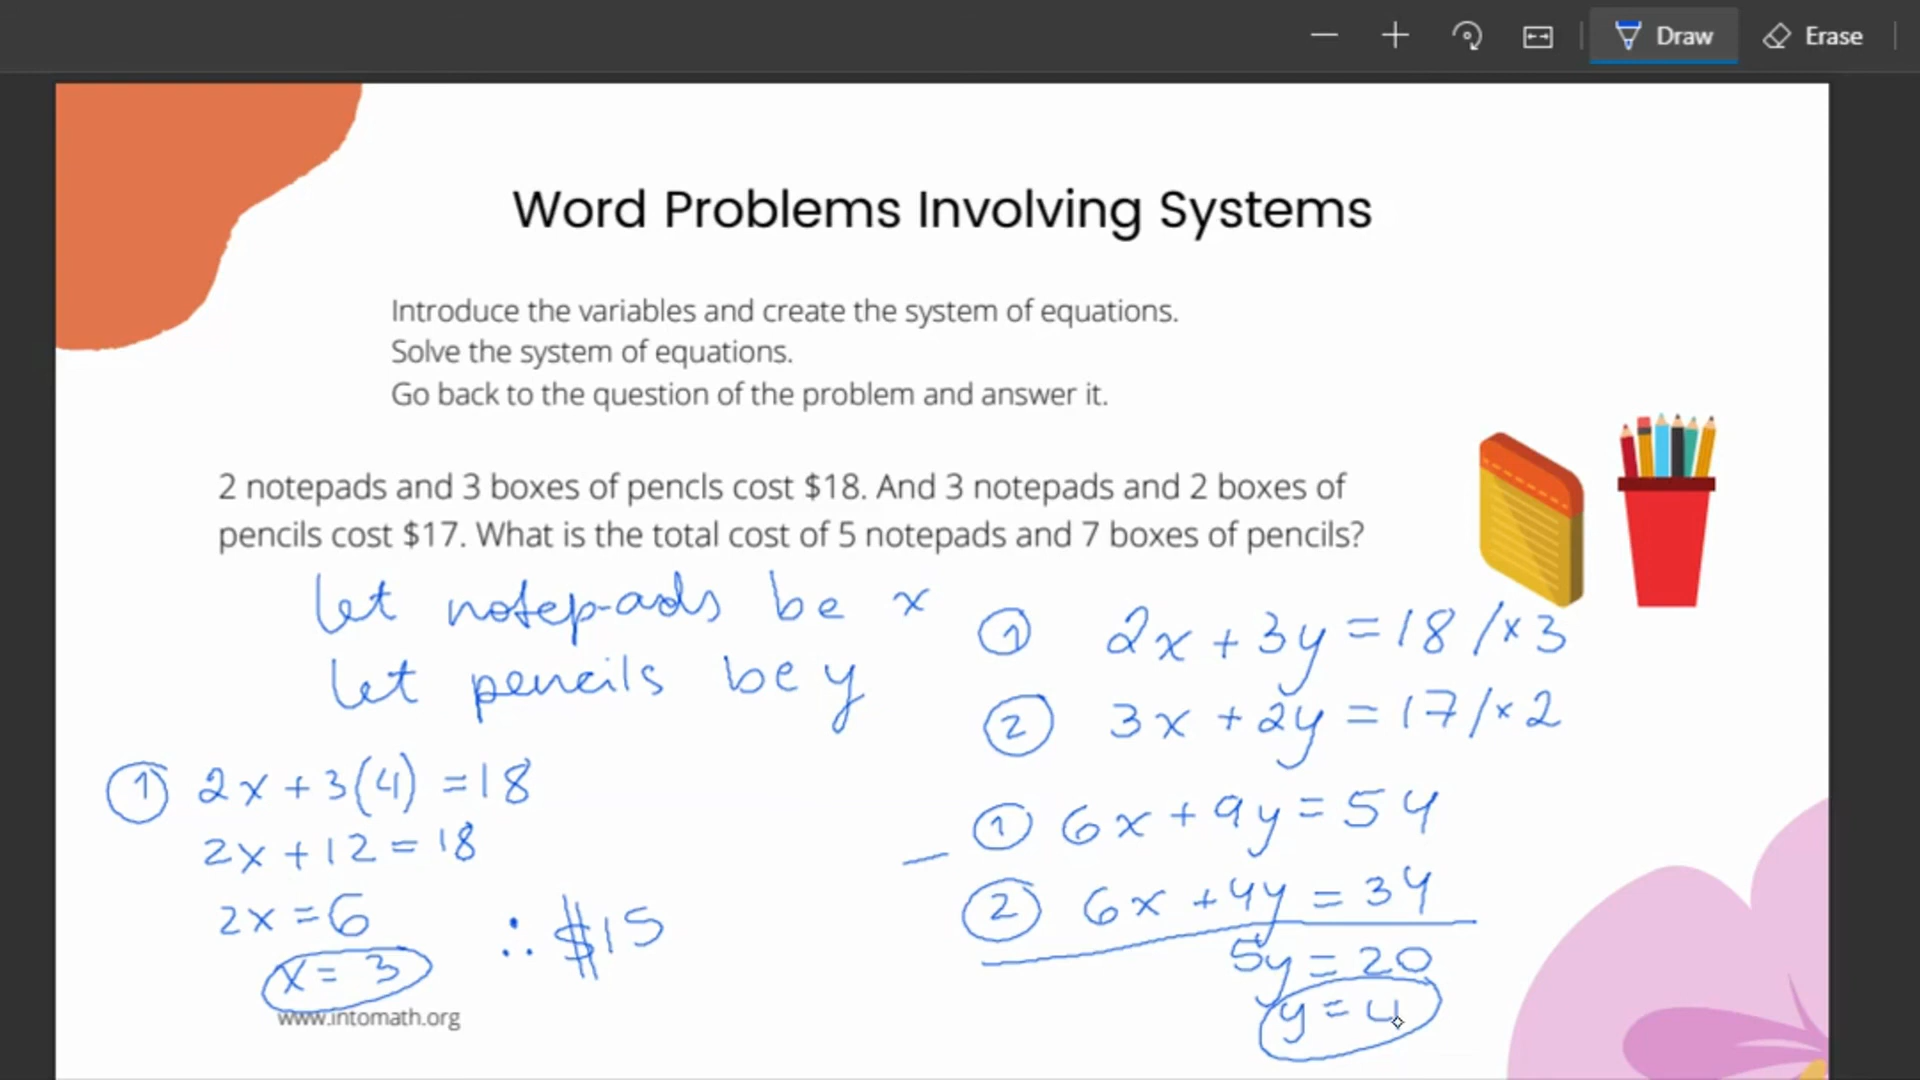 Draw
Erase
Word Problems Involving Systems
Introduce the variables and create the system of equations.
Solve the system of equations.
Go back to the question of the problem and answer it.
2 notepads and 3 boxes of pencls cost $18. And 3 notepads and 2 boxes of
pencils cost $17. What is the total cost of 5 notepads and 7 boxes of pencils?
let notepads be x
let pencils be y
① 2x + 3y = 18 / × 3
② 3x + 2y = 17 / × 2
① 6x + 9y = 54
— ② 6x + 4y = 34
5y = 20
y = 4
① 2x + 3(4) = 18
2x + 12 = 18
2x = 6
x = 3
∴ $15
www.intomath.org